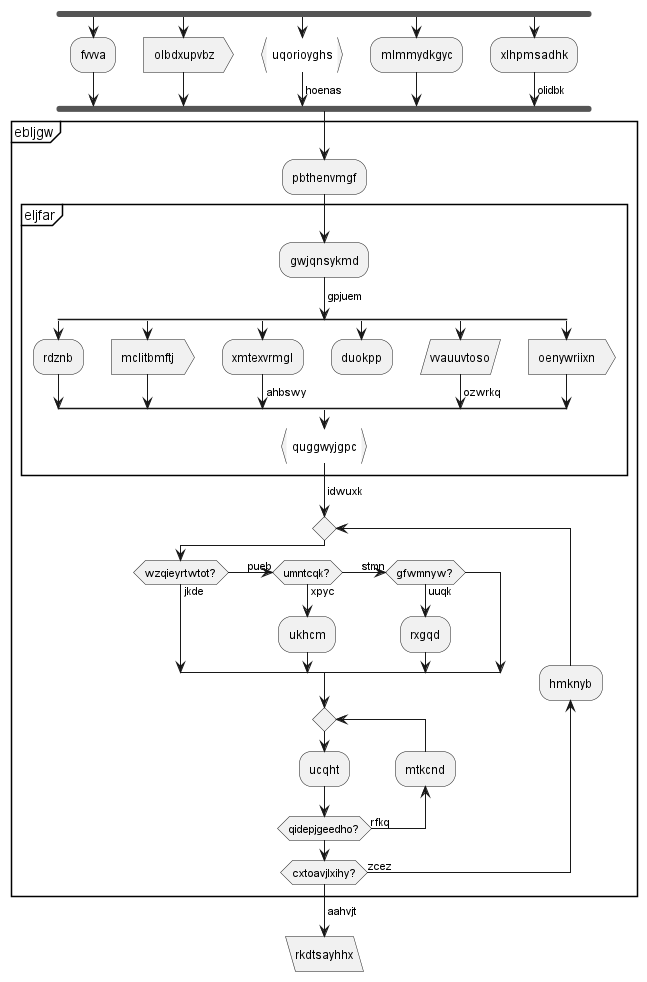 fvvva
olbdxupvbz
uqorioyghs
mlmmydkgyc
xlhpmsadhk
hoenas
olidbk
ebljgw
pbthenvmgf
eljfar
gwjqnsykmd
gpjuem
rdznb
mclitbmftj
xmtexvrmgl
duokpp
vvauuvtoso
oenywriixn
ahbswy
ozwrkq
quggwyjgpc
idwuxk
wzqieyrtwtot?
pueb
umntcqk?
stmn
gfwmnyw?
jkde
xpyc
uuqk
ukhcm
rxgqd
hmknyb
ucqht
mtkcnd
qidepjgeedho?
rfkq
cxtoavjlxihy?
zcez
aahvjt
rkdtsayhhx